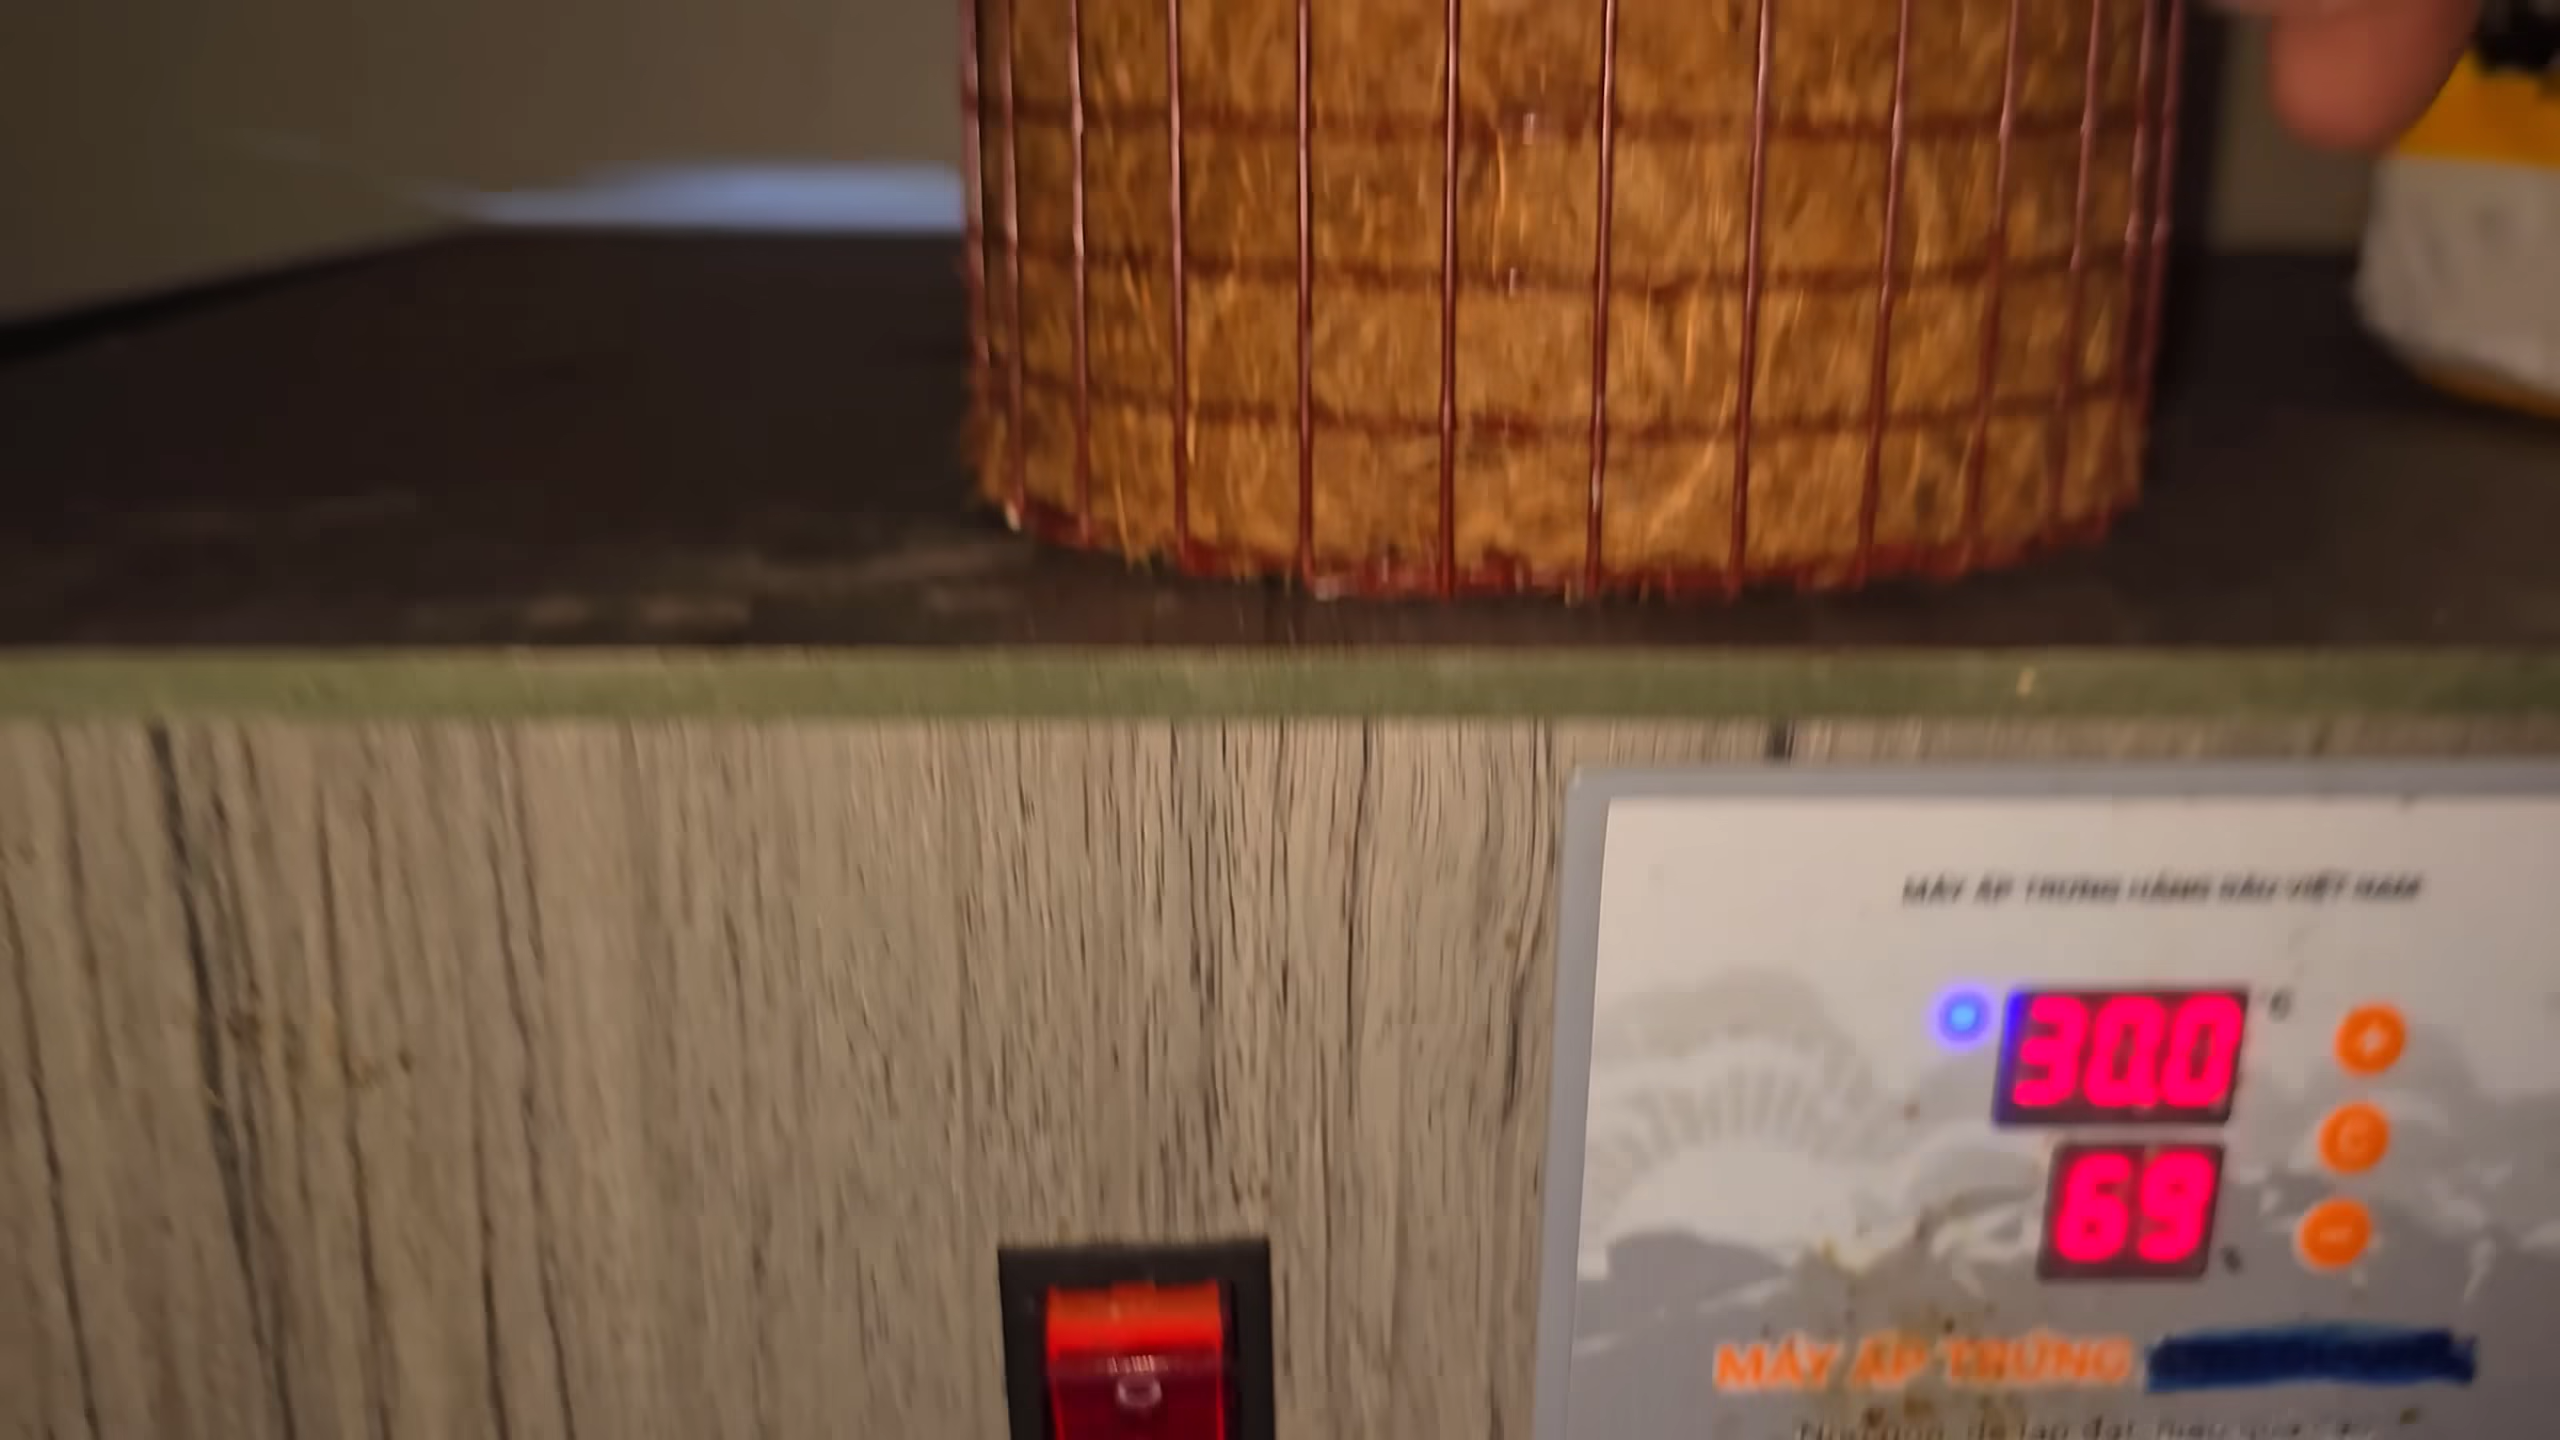 MÁY ẤP TRỨNG HÀNG ĐẦU VIỆT NAM
30.0 °C
69 %
MÁY ẤP TRỨNG